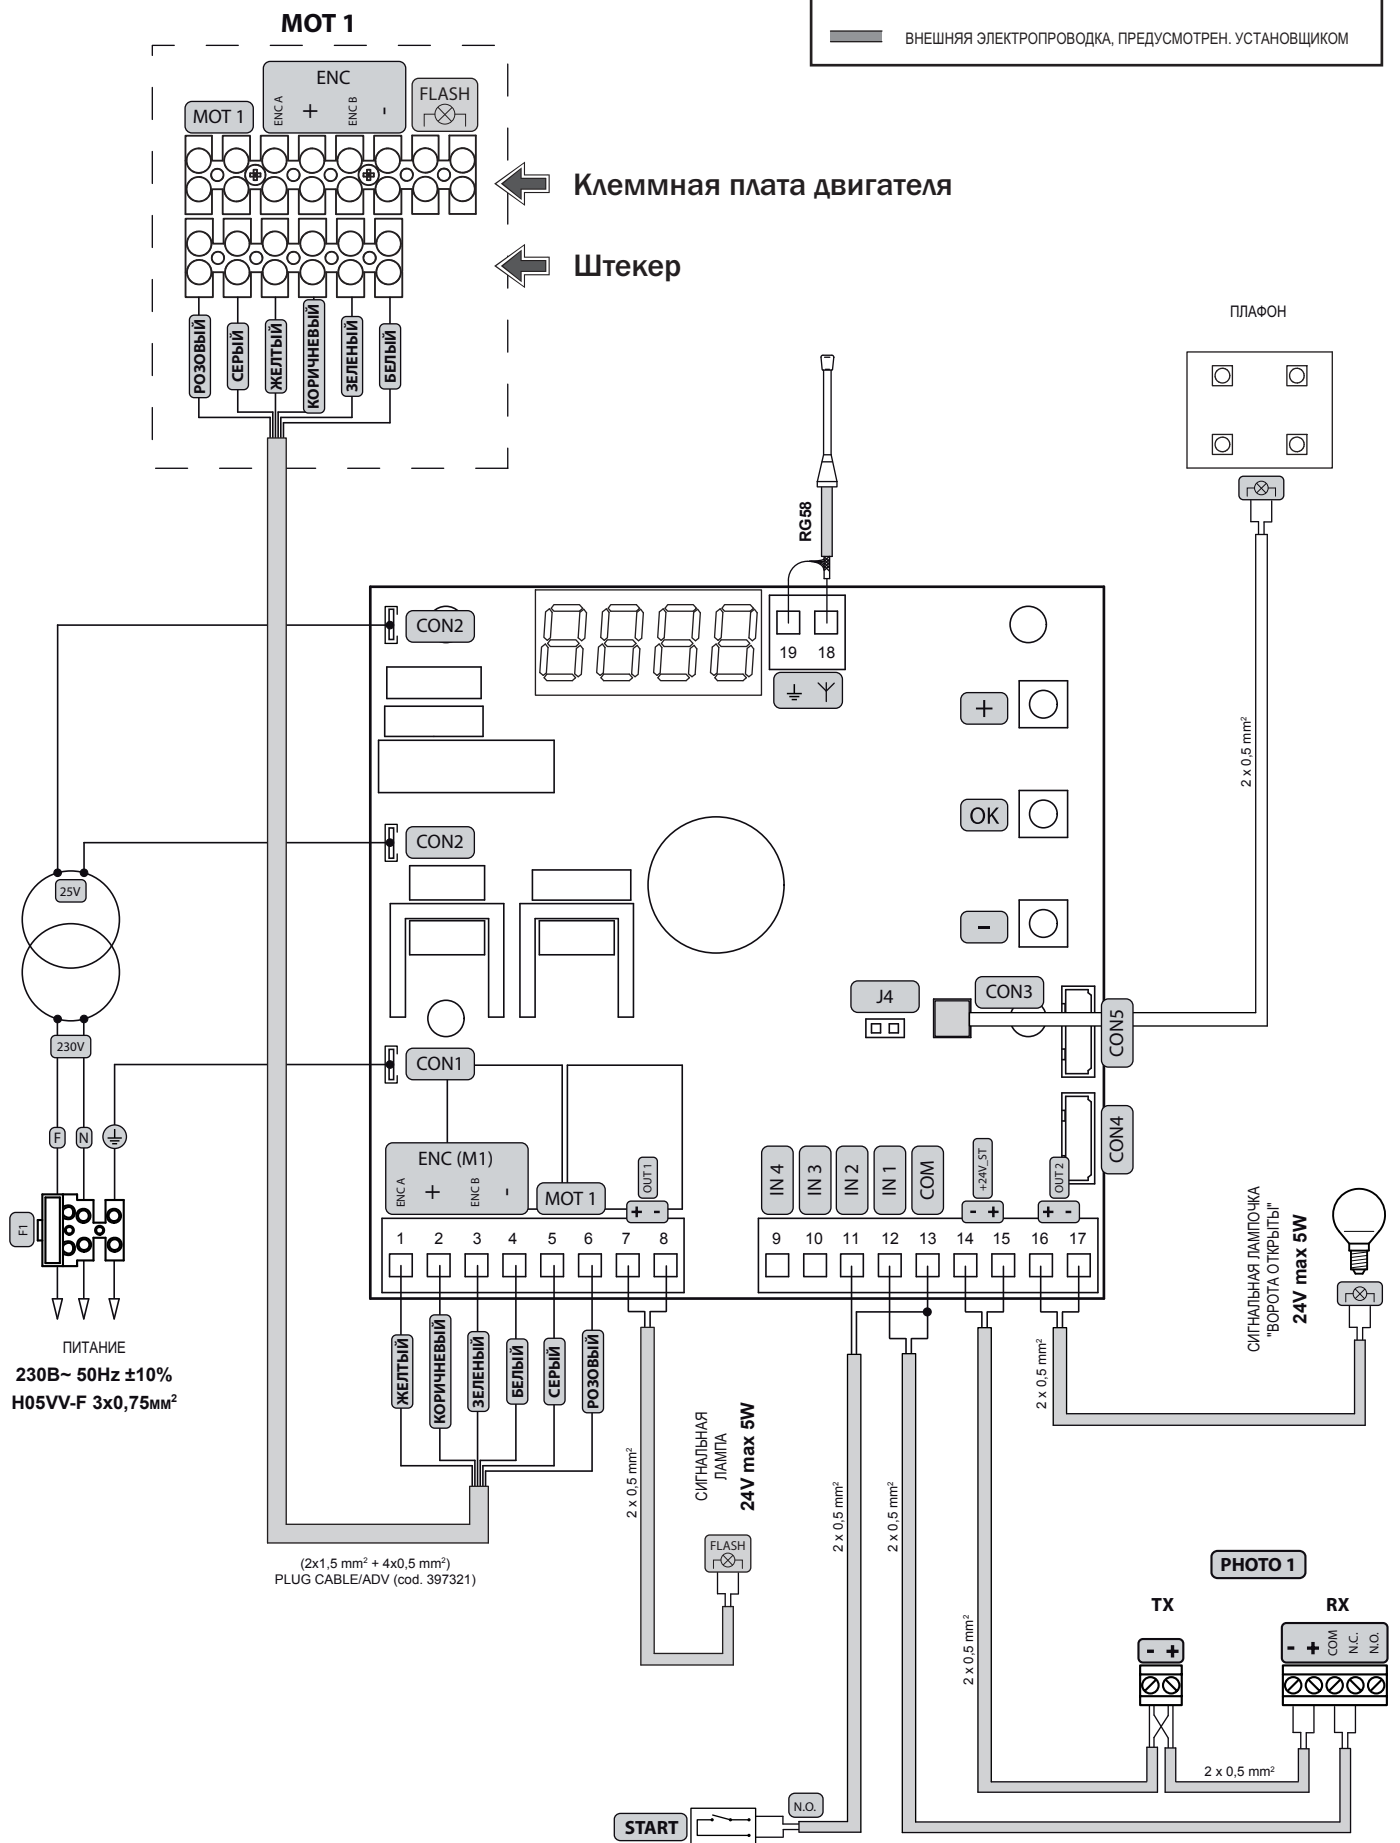 MOT 1
ВНЕШНЯЯ ЭЛЕКТРОПРОВОДКА, ПРЕДУСМОТРЕН. УСТАНОВЩИКОМ
MOT 1
ENC
ENC A
+
ENC B
-
FLASH
Клеммная плата двигателя
Штекер
РОЗОВЫЙ
СЕРЫЙ
ЖЕЛТЫЙ
КОРИЧНЕВЫЙ
ЗЕЛЕНЫЙ
БЕЛЫЙ
ПЛАФОН
RG58
CON2
19 18
+
2 x 0,5 mm²
OK
CON2
25V
-
J4
CON3
CON5
230V
CON1
CON4
F N
ENC (M1)
ENC A
+
ENC B
-
MOT 1
OUT 1
+ -
IN 4
IN 3
IN 2
IN 1
COM
+24V_ST
- +
OUT 2
+ -
F1
1 2 3 4 5 6 7 8
9 10 11 12 13 14 15 16 17
СИГНАЛЬНАЯ ЛАМПОЧКА
"ВОРОТА ОТКРЫТЫ"
24V max 5W
ПИТАНИЕ
230В~ 50Hz ±10%
H05VV-F 3x0,75мм²
ЖЕЛТЫЙ
КОРИЧНЕВЫЙ
ЗЕЛЕНЫЙ
БЕЛЫЙ
СЕРЫЙ
РОЗОВЫЙ
2 x 0,5 mm²
2 x 0,5 mm²
СИГНАЛЬНАЯ
ЛАМПА
24V max 5W
2 x 0,5 mm²
2 x 0,5 mm²
FLASH
(2x1,5 mm² + 4x0,5 mm²)
PLUG CABLE/ADV (cod. 397321)
PHOTO 1
TX
RX
2 x 0,5 mm²
- +
- +
COM
N.C.
N.O.
2 x 0,5 mm²
N.O.
START